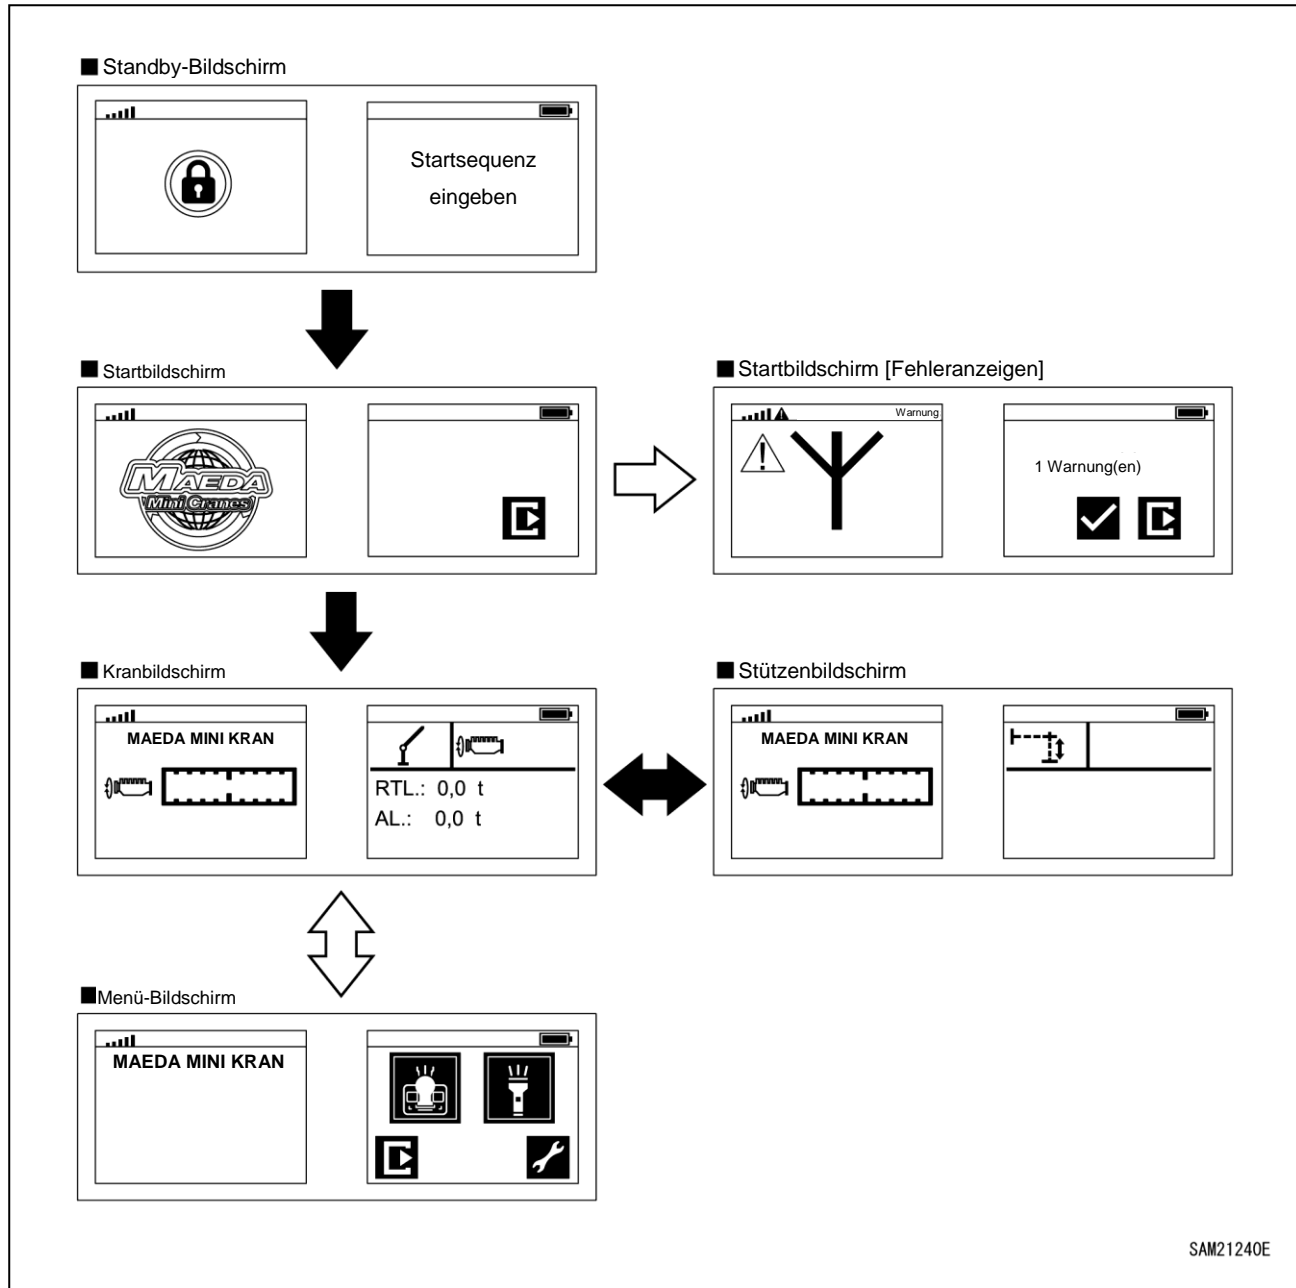 Standby-Bildschirm
Startsequenz
eingeben
Startbildschirm
MAEDA
Mini Cranes
Startbildschirm [Fehleranzeigen]
Warnung
1 Warnung(en)
Kranbildschirm
MAEDA MINI KRAN
RTL.: 0,0 t
AL.: 0,0 t
Stützenbildschirm
MAEDA MINI KRAN
Menü-Bildschirm
MAEDA MINI KRAN
SAM21240E